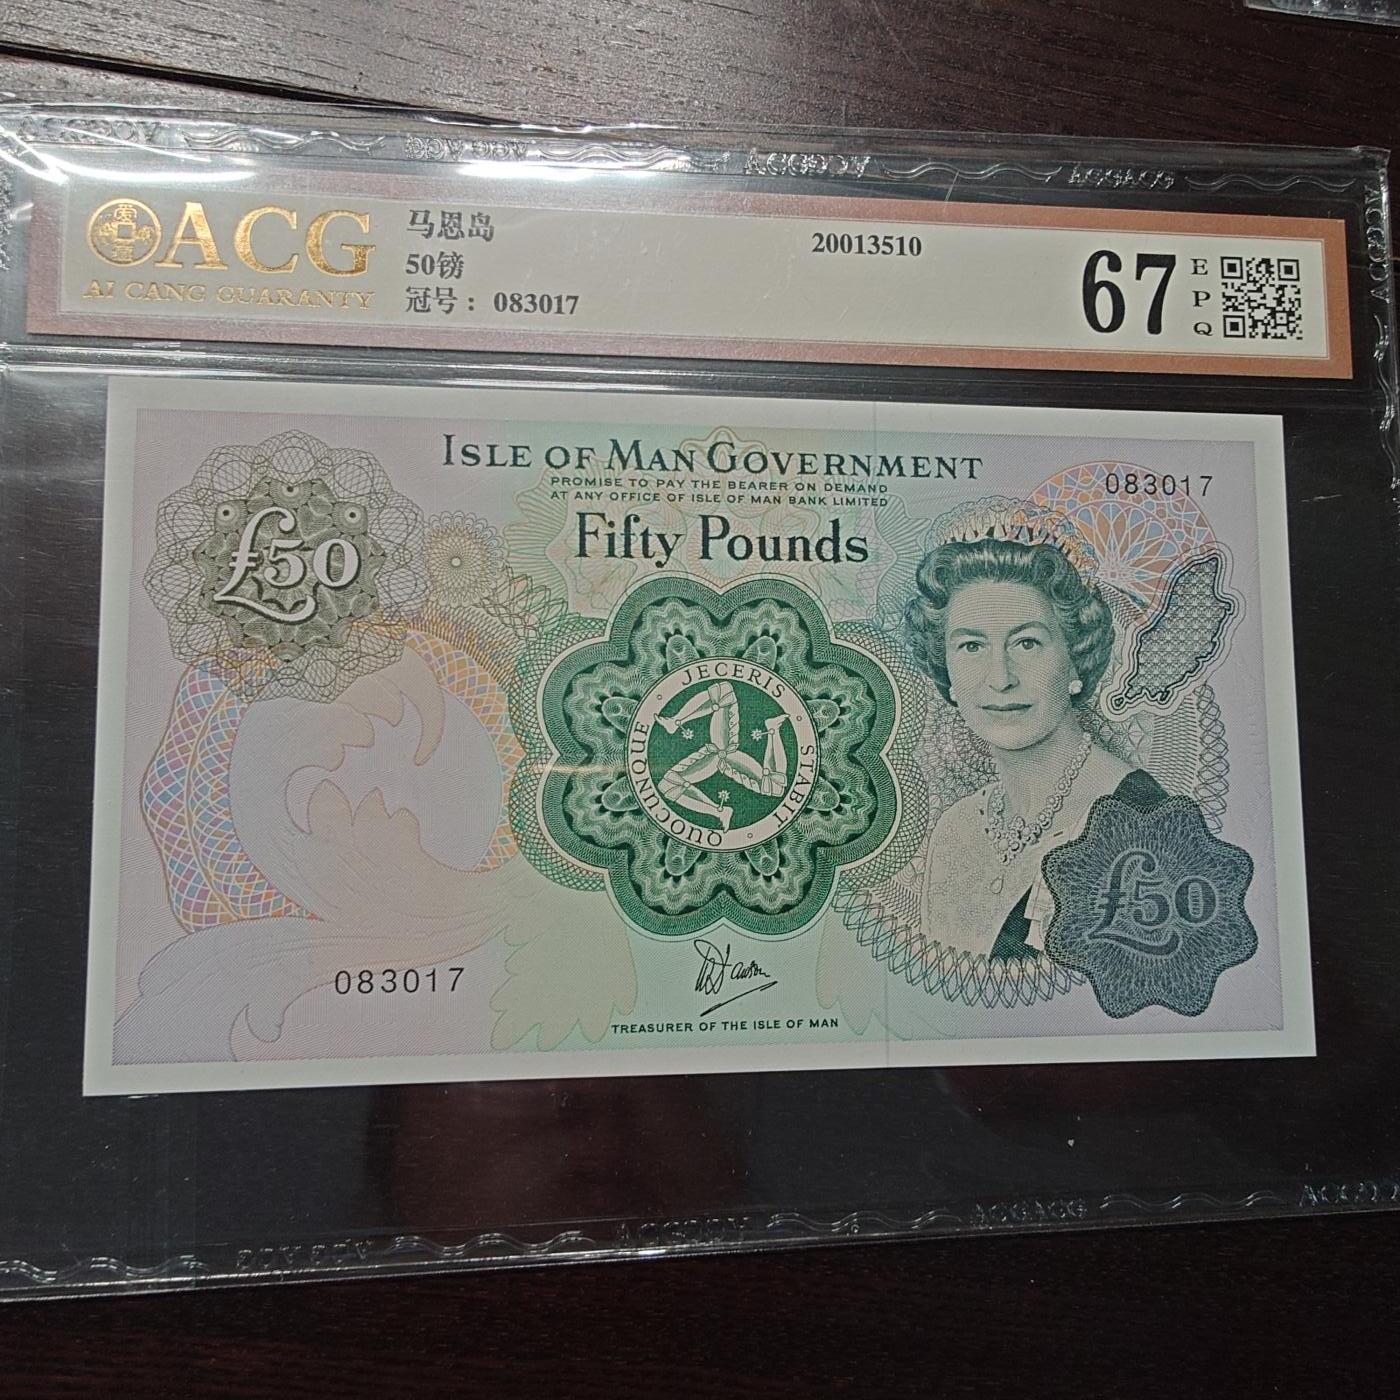 ACG
AI CANG GUARANTY
马恩岛
50镑
冠号： 083017
20013510
67
E
P
Q
ISLE OF MAN GOVERNMENT
PROMISE TO PAY THE BEARER ON DEMAND
AT ANY OFFICE OF ISLE OF MAN BANK LIMITED
083017
Fifty Pounds
£50
QUOCUNQUE · JECERIS · STABIT ·
£50
083017
TREASURER OF THE ISLE OF MAN